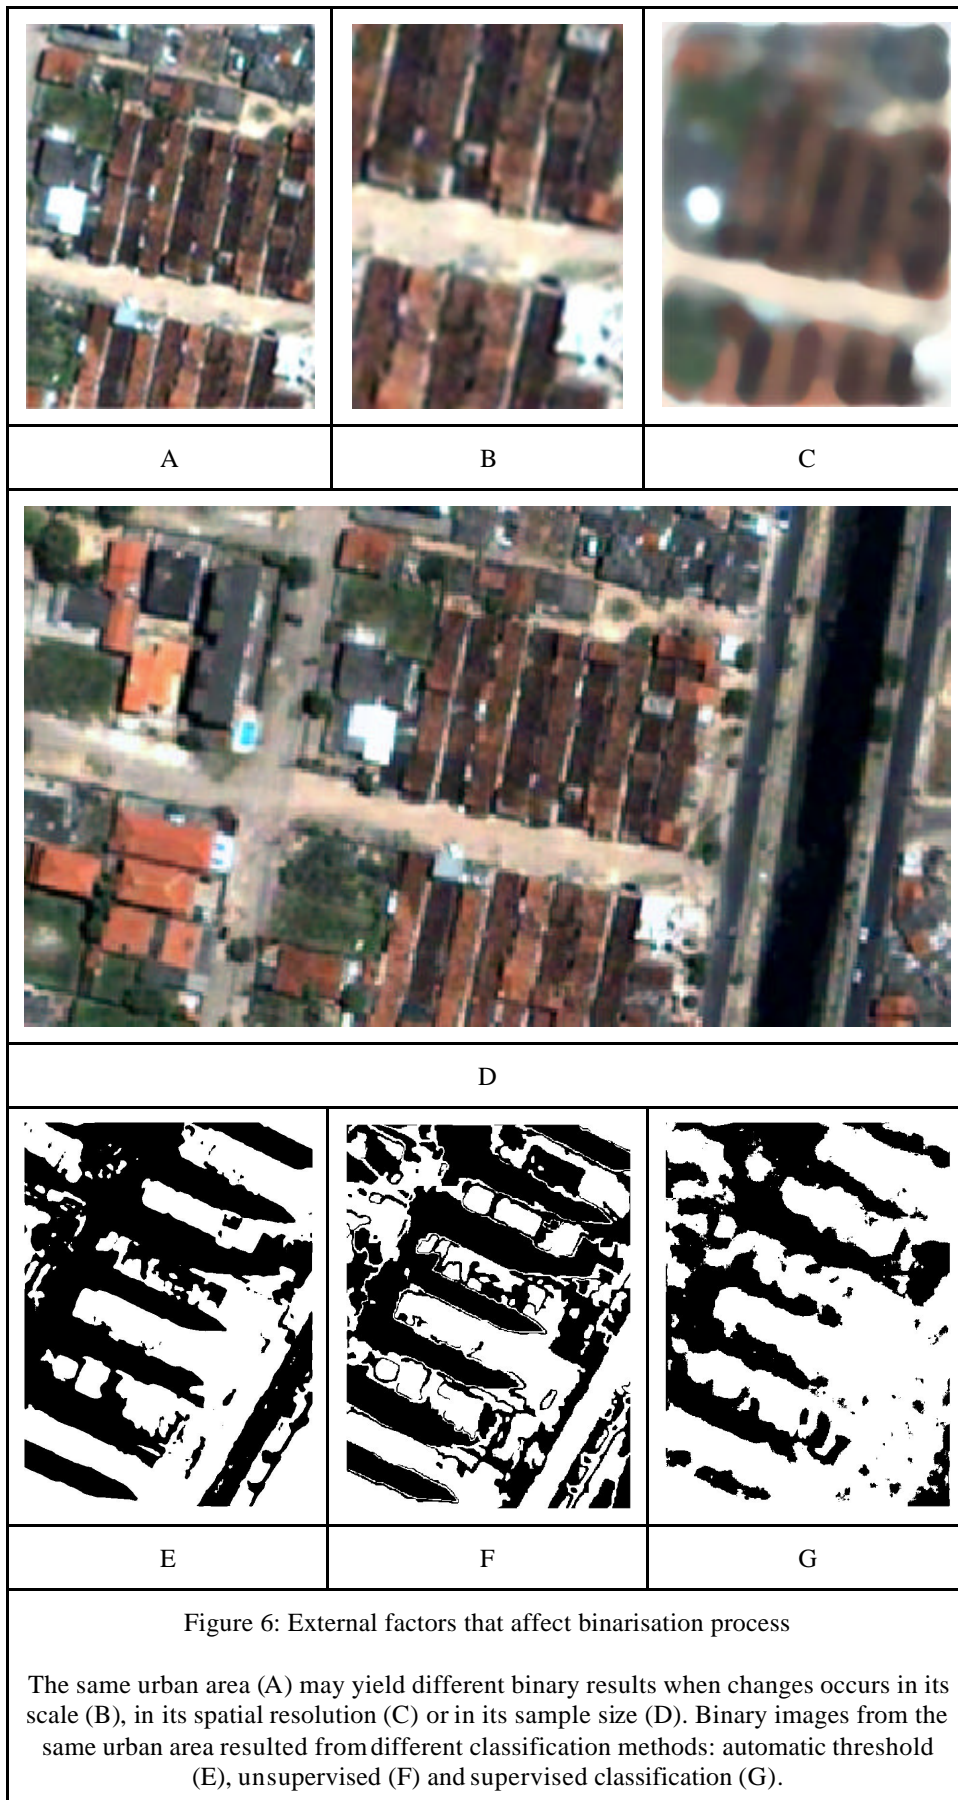 A
B
C
D
E
F
G
Figure 6: External factors that affect binarisation process
The same urban area (A) may yield different binary results when changes occurs in its
scale (B), in its spatial resolution (C) or in its sample size (D). Binary images from the
same urban area resulted from different classification methods: automatic threshold
(E), unsupervised (F) and supervised classification (G).